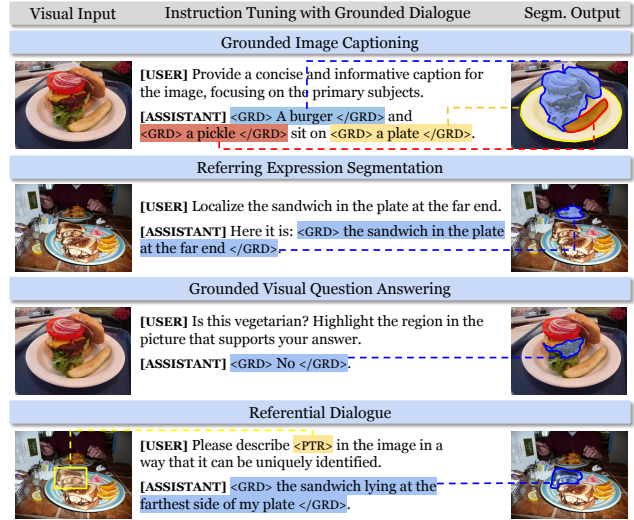 Visual Input
Instruction Tuning with Grounded Dialogue
Segm. Output
Grounded Image Captioning
[USER] Provide a concise and informative caption for
the image, focusing on the primary subjects.
[ASSISTANT] <GRD> A burger </GRD> and
<GRD> a pickle </GRD> sit on <GRD> a plate </GRD>.
Referring Expression Segmentation
[USER] Localize the sandwich in the plate at the far end.
[ASSISTANT] Here it is: <GRD> the sandwich in the plate
at the far end </GRD>.
Grounded Visual Question Answering
[USER] Is this vegetarian? Highlight the region in the
picture that supports your answer.
[ASSISTANT] <GRD> No </GRD>.
Referential Dialogue
[USER] Please describe <PTR> in the image in a
way that it can be uniquely identified.
[ASSISTANT] <GRD> the sandwich lying at the
farthest side of my plate </GRD>.